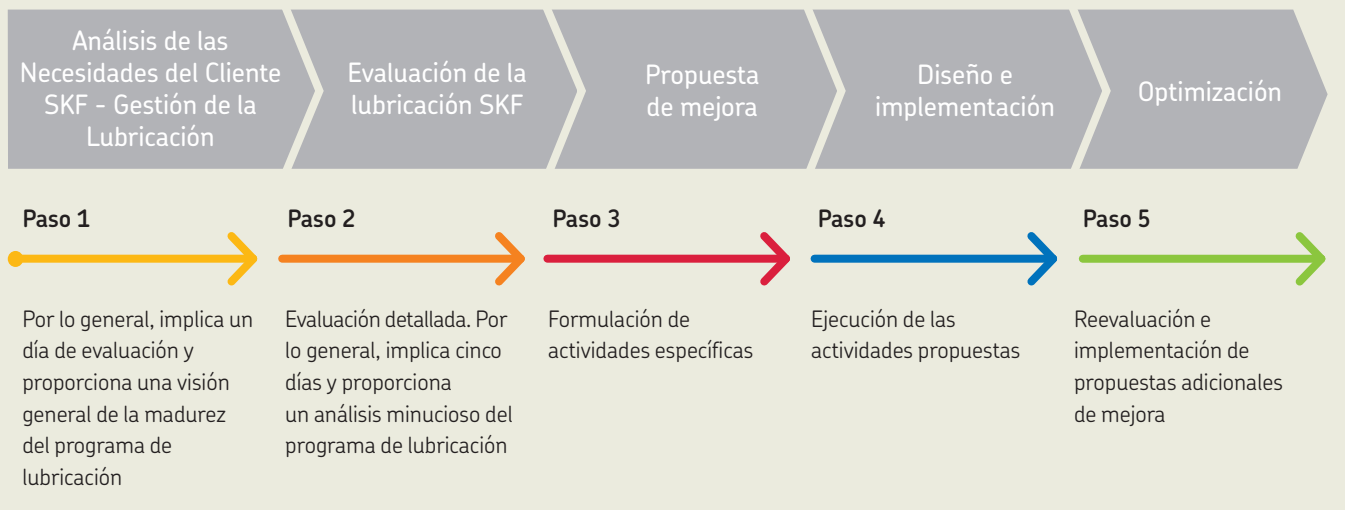 Análisis de las
Necesidades del Cliente
SKF - Gestión de la
Lubricación
Evaluación de la
lubricación SKF
Propuesta
de mejora
Diseño e
implementación
Optimización
Paso 1
Por lo general, implica un
día de evaluación y
proporciona una visión
general de la madurez
del programa de
lubricación
Paso 2
Evaluación detallada. Por
lo general, implica cinco
días y proporciona
un análisis minucioso del
programa de lubricación
Paso 3
Formulación de
actividades específicas
Paso 4
Ejecución de las
actividades propuestas
Paso 5
Reevaluación e
implementación de
propuestas adicionales
de mejora